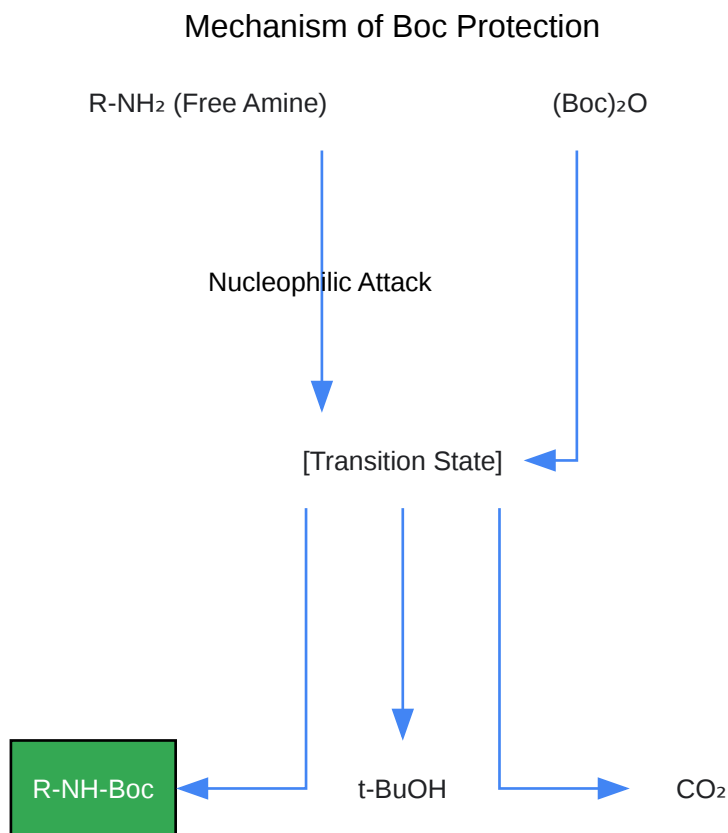 Mechanism of Boc Protection
R-NH₂ (Free Amine)
(Boc)₂O
Nucleophilic Attack
[Transition State]
R-NH-Boc
t-BuOH
CO₂